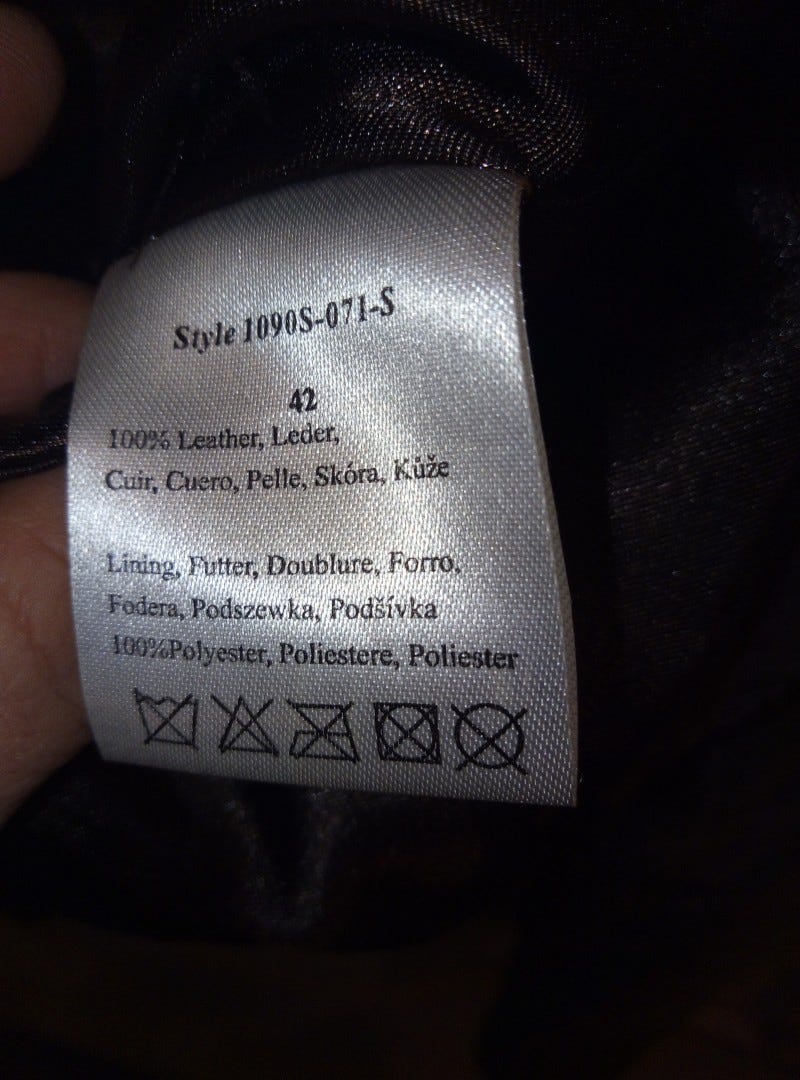 Style 1090S-071-S
42
100% Leather, Leder,
Cuir, Cuero, Pelle, Skóra, Kůže
Lining, Futter, Doublure, Forro,
Fodera, Podszewka, Podšívka
100%Polyester, Poliestere, Poliester